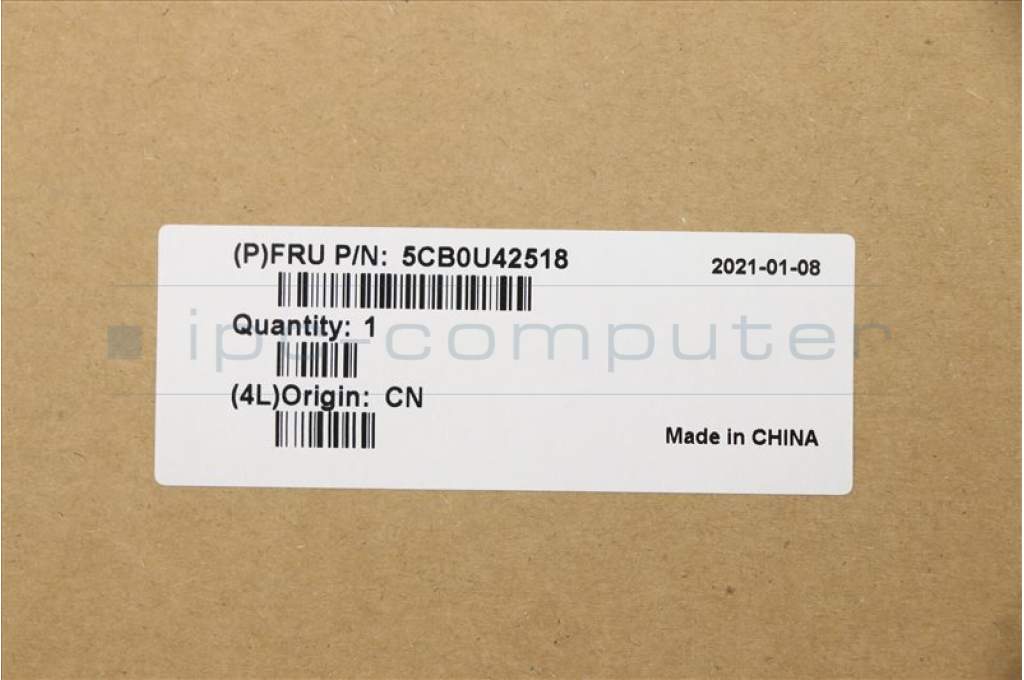 (P)FRU P/N: 5CB0U42518
2021-01-08
Quantity: 1
ipc-computer
(4L)Origin: CN
Made in CHINA